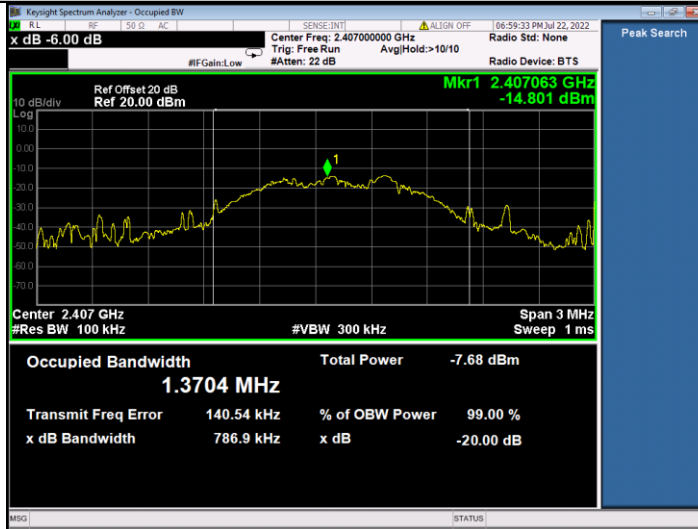 Keysight Spectrum Analyzer - Occupied BW
RL RF 50 Ω AC SENSE:INT ALIGN OFF 06:59:33 PM Jul 22, 2022
x dB -6.00 dB
Center Freq: 2.407000000 GHz Radio Std: None
Trig: Free Run Avg|Hold:>10/10
#IFGain:Low #Atten: 22 dB Radio Device: BTS
Peak Search
Mkr1 2.407063 GHz
-14.801 dBm
Ref Offset 20 dB
10 dB/div Ref 20.00 dBm
Log
10.0
0.00
-10.0
-20.0
-30.0
-40.0
-50.0
-60.0
-70.0
1
Center 2.407 GHz Span 3 MHz
#Res BW 100 kHz #VBW 300 kHz Sweep 1 ms
Occupied Bandwidth Total Power -7.68 dBm
1.3704 MHz
Transmit Freq Error 140.54 kHz % of OBW Power 99.00 %
x dB Bandwidth 786.9 kHz x dB -20.00 dB
MSG STATUS